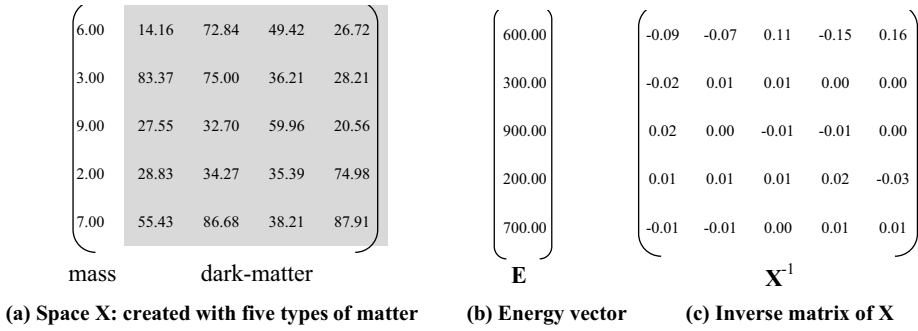 6.00 14.16 72.84 49.42 26.72
3.00 83.37 75.00 36.21 28.21
9.00 27.55 32.70 59.96 20.56
2.00 28.83 34.27 35.39 74.98
7.00 55.43 86.68 38.21 87.91
mass dark-matter
(a) Space X: created with five types of matter
600.00
300.00
900.00
200.00
700.00
E
(b) Energy vector
-0.09 -0.07 0.11 -0.15 0.16
-0.02 0.01 0.01 0.00 0.00
0.02 0.00 -0.01 -0.01 0.00
0.01 0.01 0.01 0.02 -0.03
-0.01 -0.01 0.00 0.01 0.01
X⁻¹
(c) Inverse matrix of X